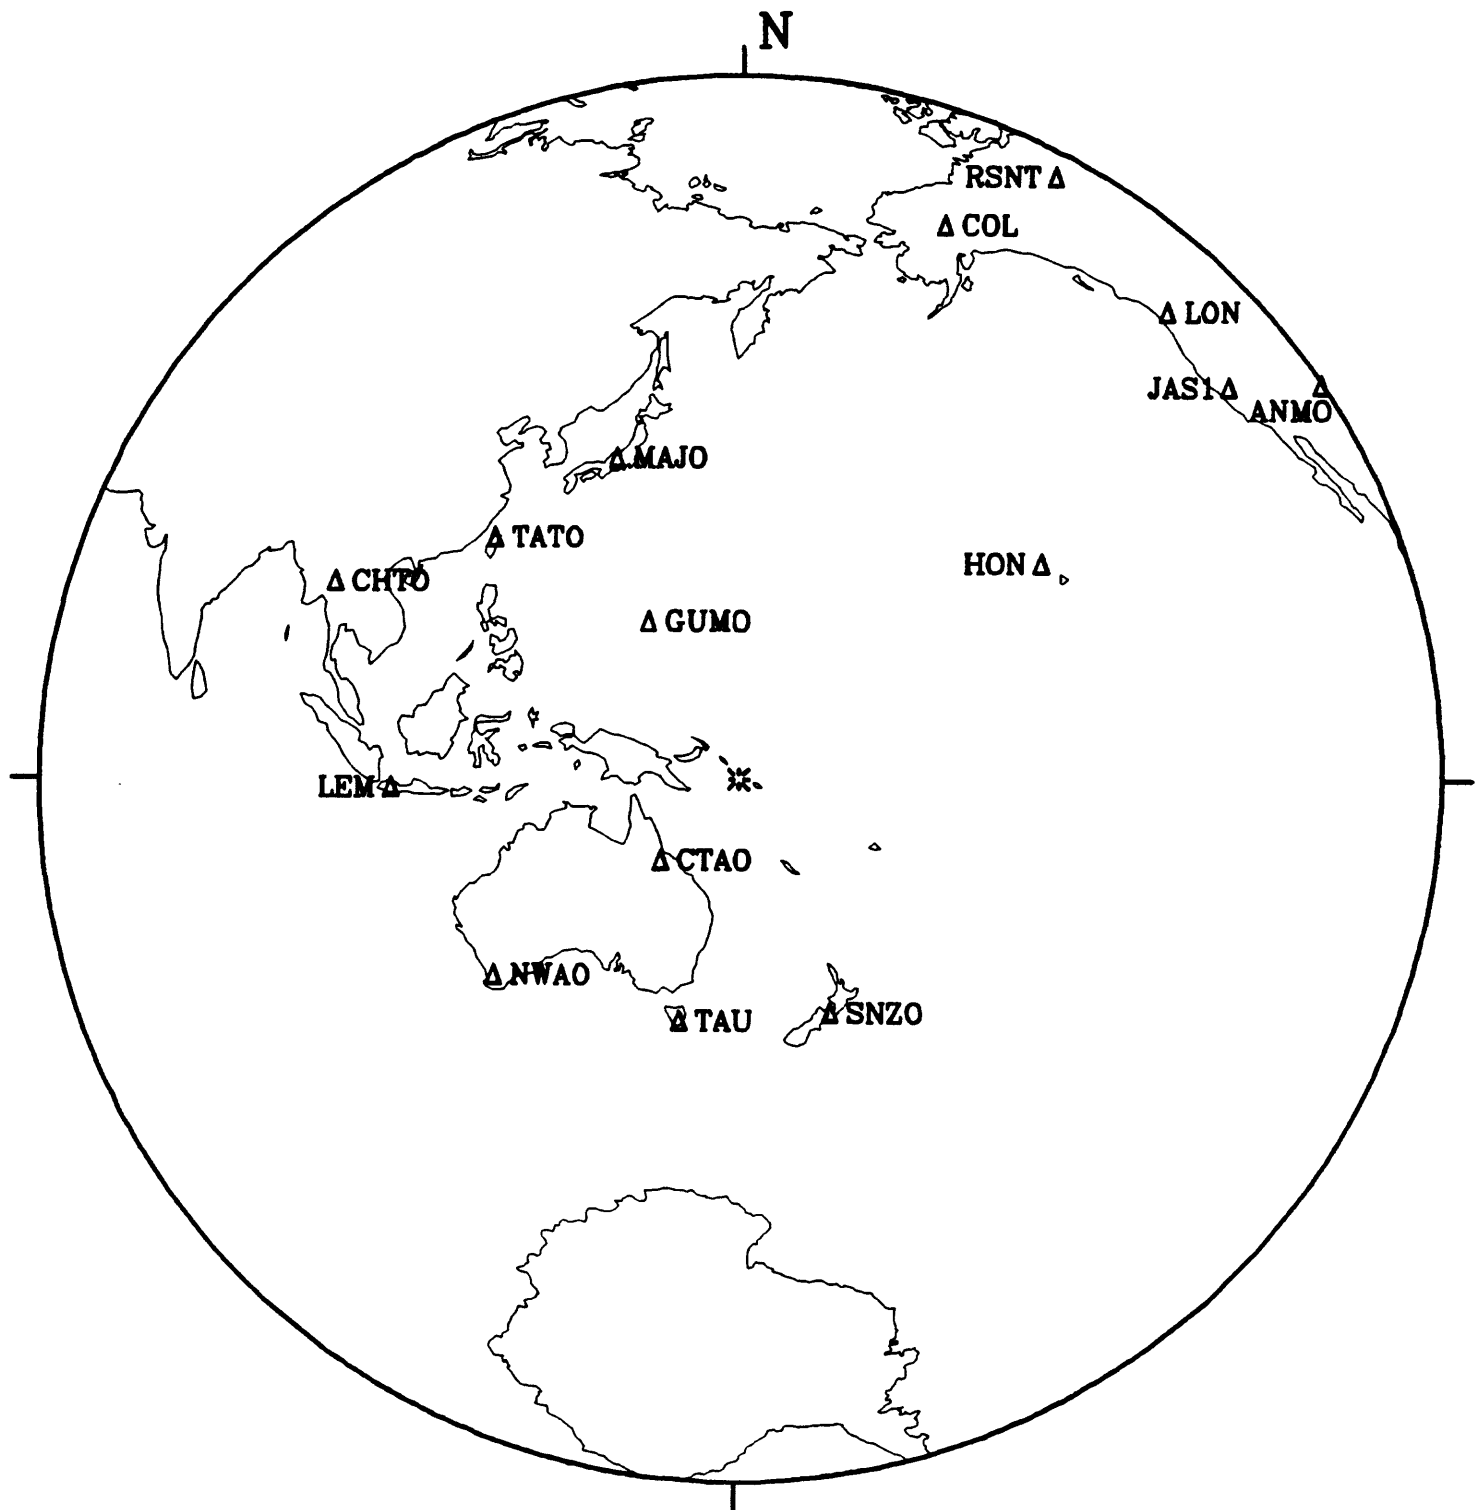 N
RSNT
COL
LON
JAS1
ANMO
MAJO
TATO
HON
CHTO
GUMO
LEM
CTAO
NWAO
SNZO
TAU